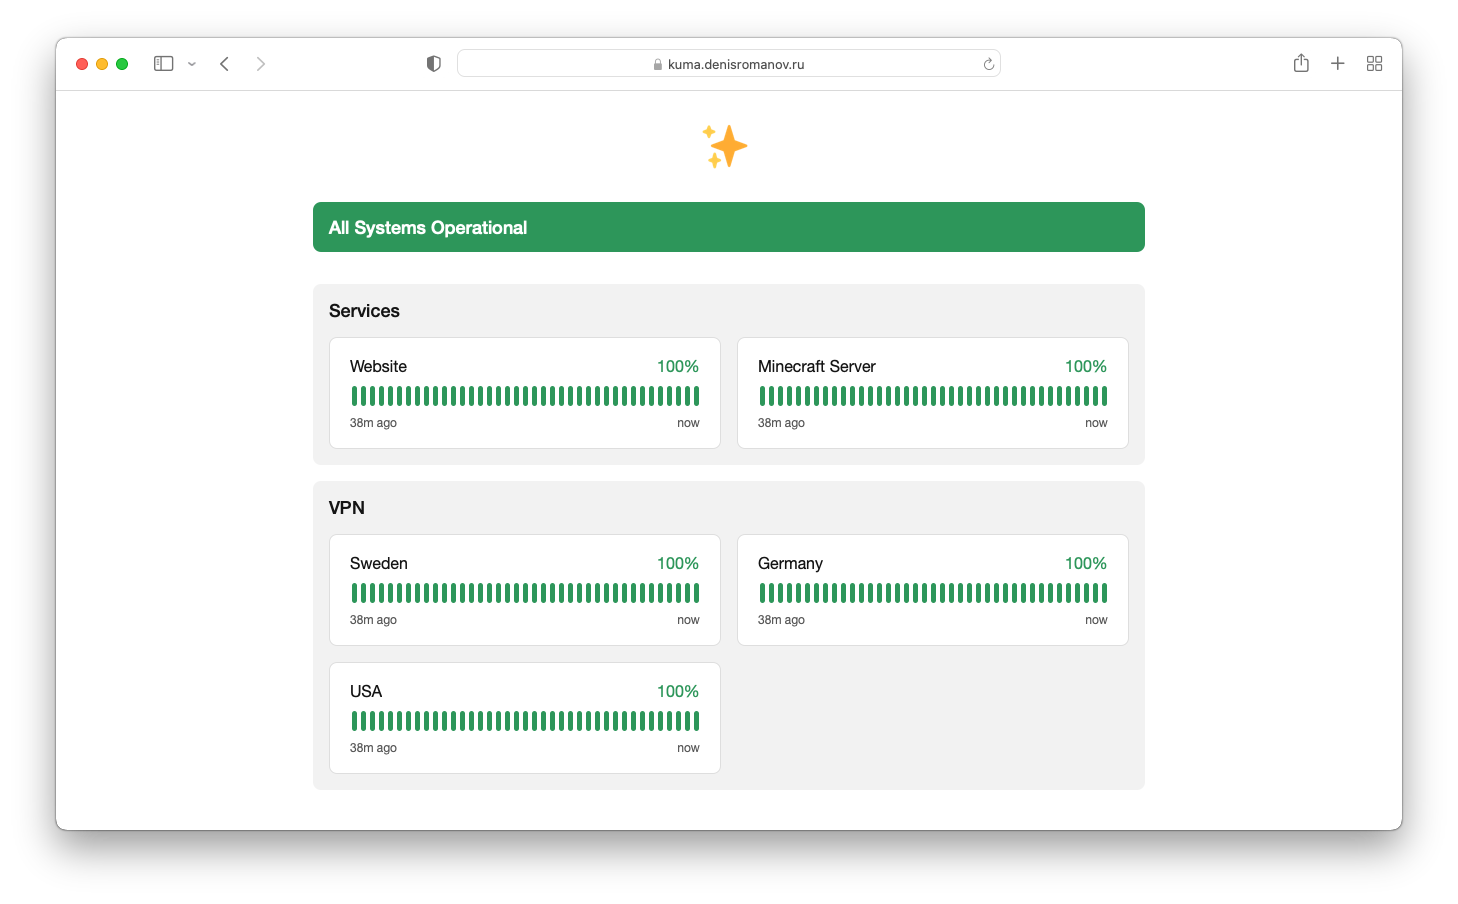 kuma.denisromanov.ru
All Systems Operational
Services
Website 100%
38m ago now
Minecraft Server 100%
38m ago now
VPN
Sweden 100%
38m ago now
Germany 100%
38m ago now
USA 100%
38m ago now